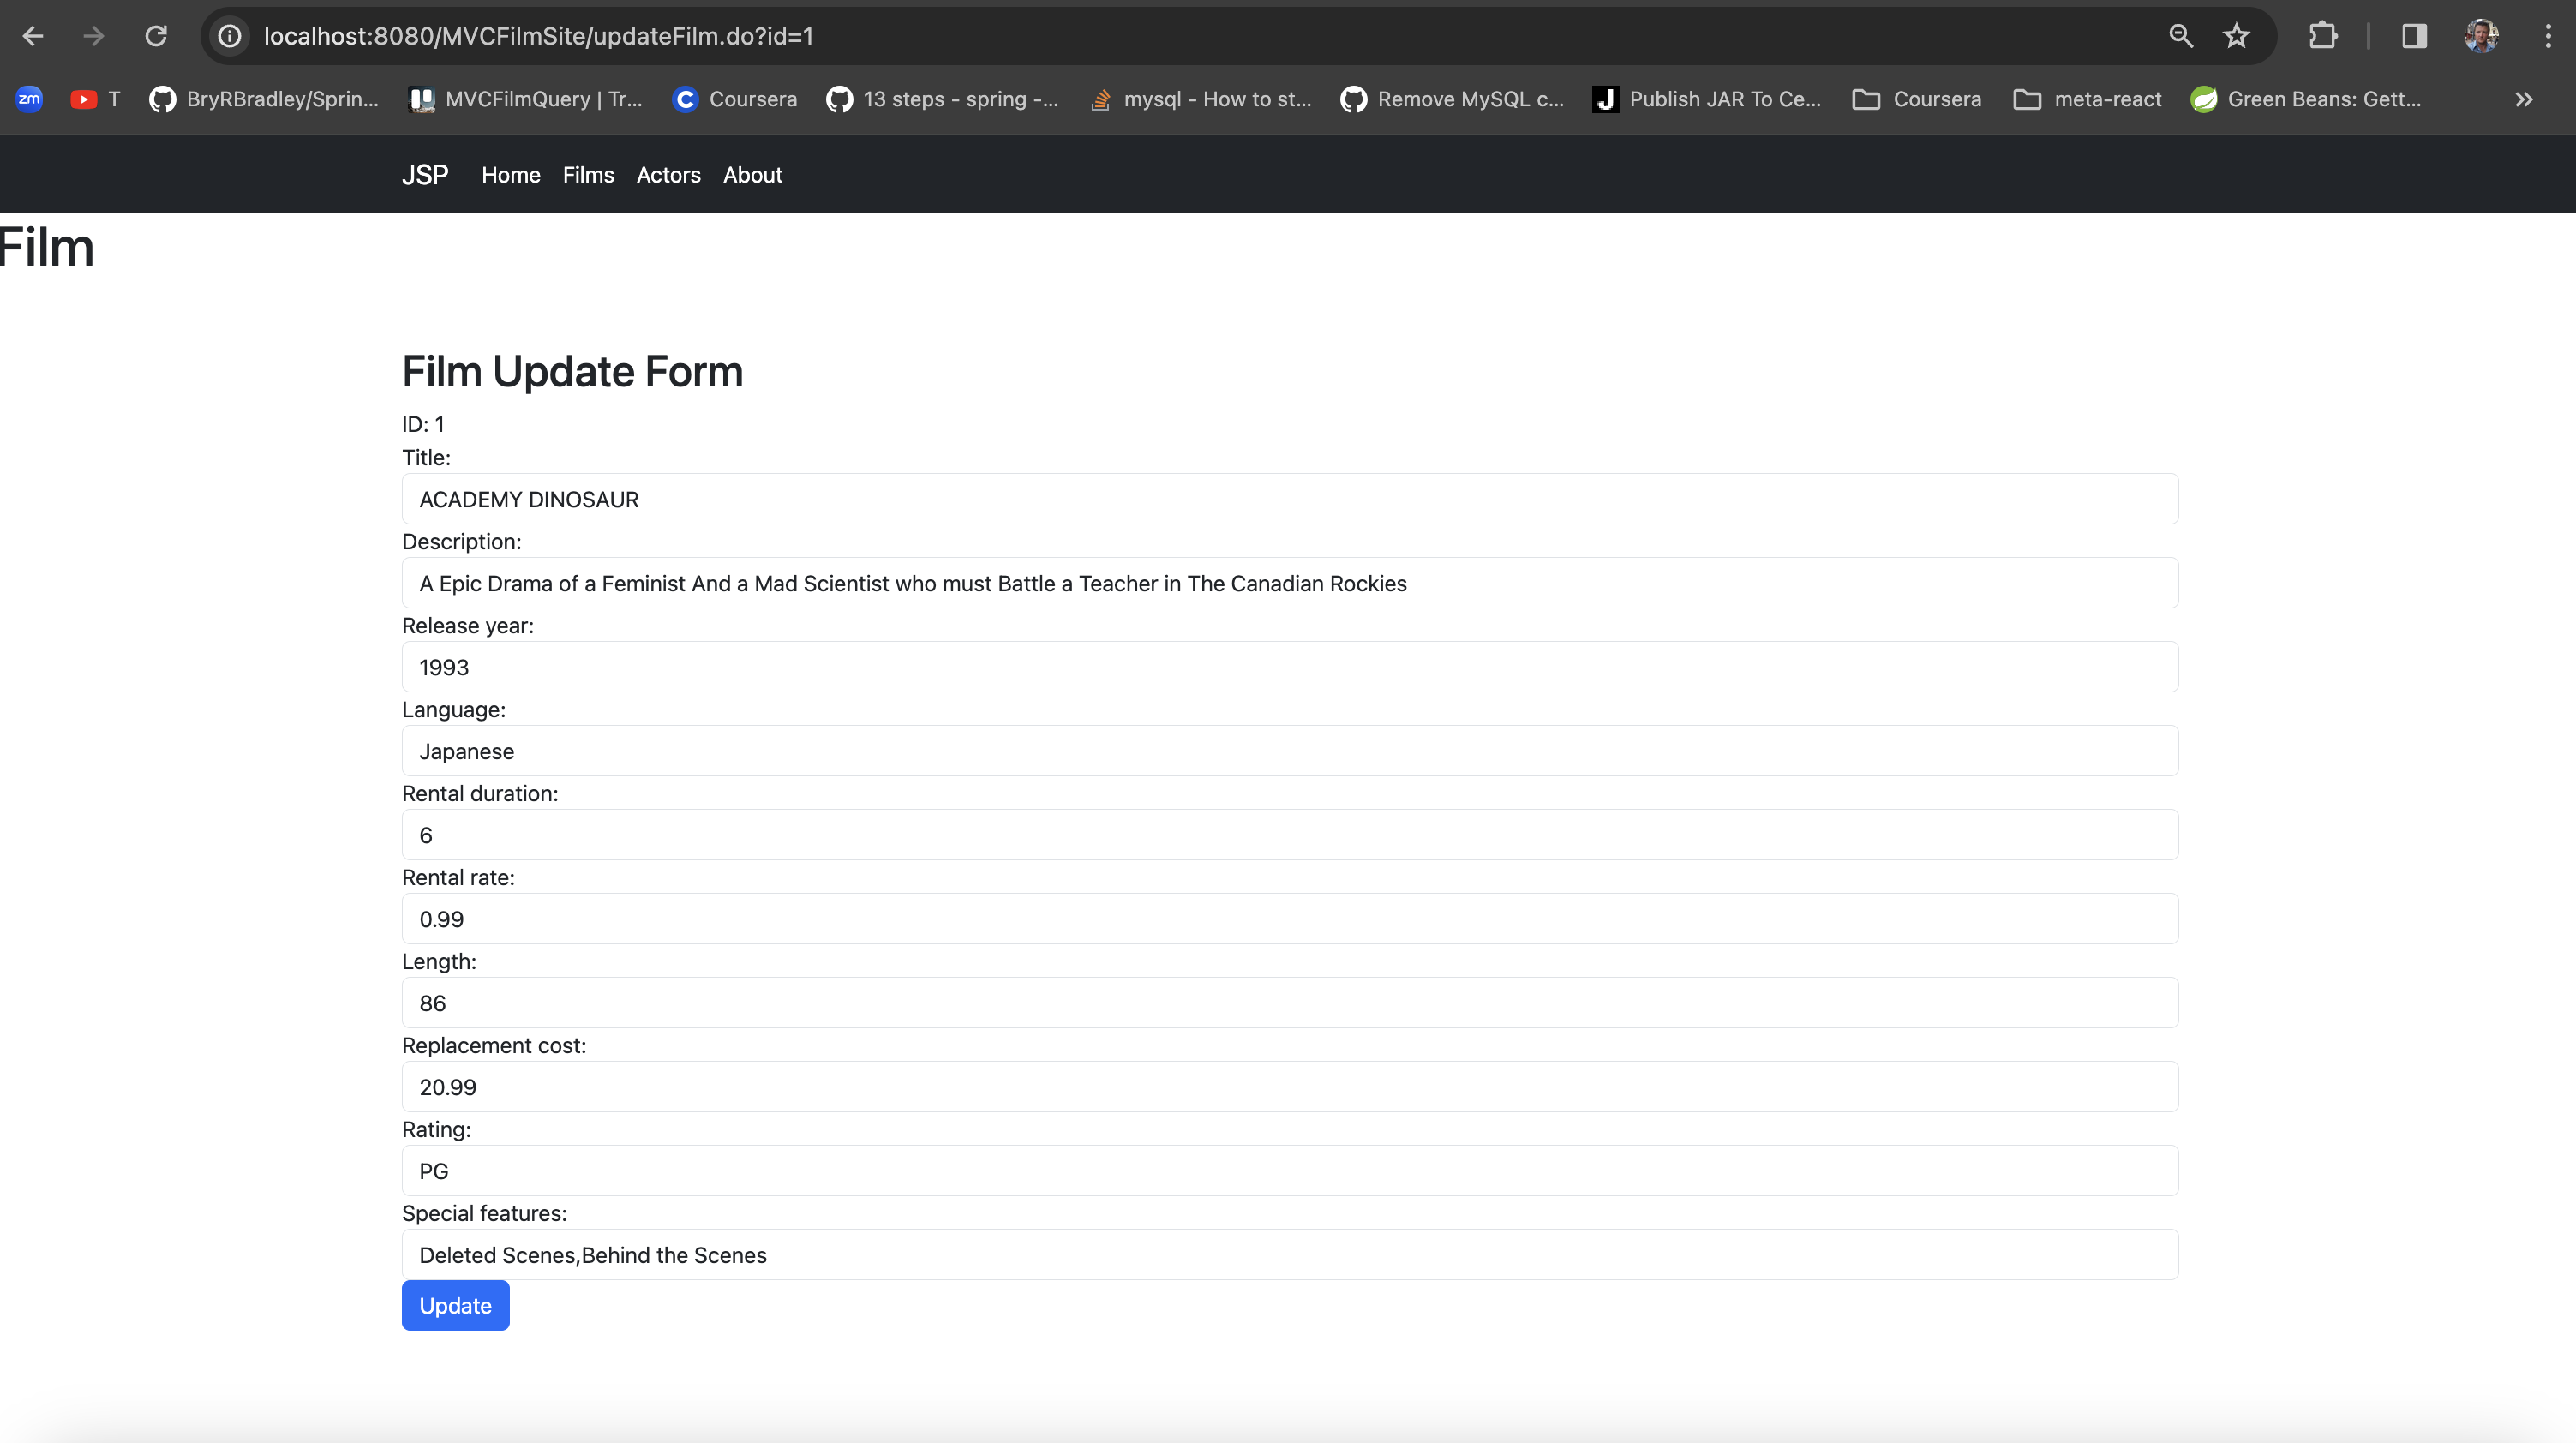 localhost:8080/MVCFilmSite/updateFilm.do?id=1
zm T BryRBradley/Sprin... MVCFilmQuery | Tr... C Coursera 13 steps - spring -... mysql - How to st... Remove MySQL c... J Publish JAR To Ce... Coursera meta-react Green Beans: Gett... »
JSP Home Films Actors About
Film
Film Update Form
ID: 1
Title:
ACADEMY DINOSAUR
Description:
A Epic Drama of a Feminist And a Mad Scientist who must Battle a Teacher in The Canadian Rockies
Release year:
1993
Language:
Japanese
Rental duration:
6
Rental rate:
0.99
Length:
86
Replacement cost:
20.99
Rating:
PG
Special features:
Deleted Scenes,Behind the Scenes
Update